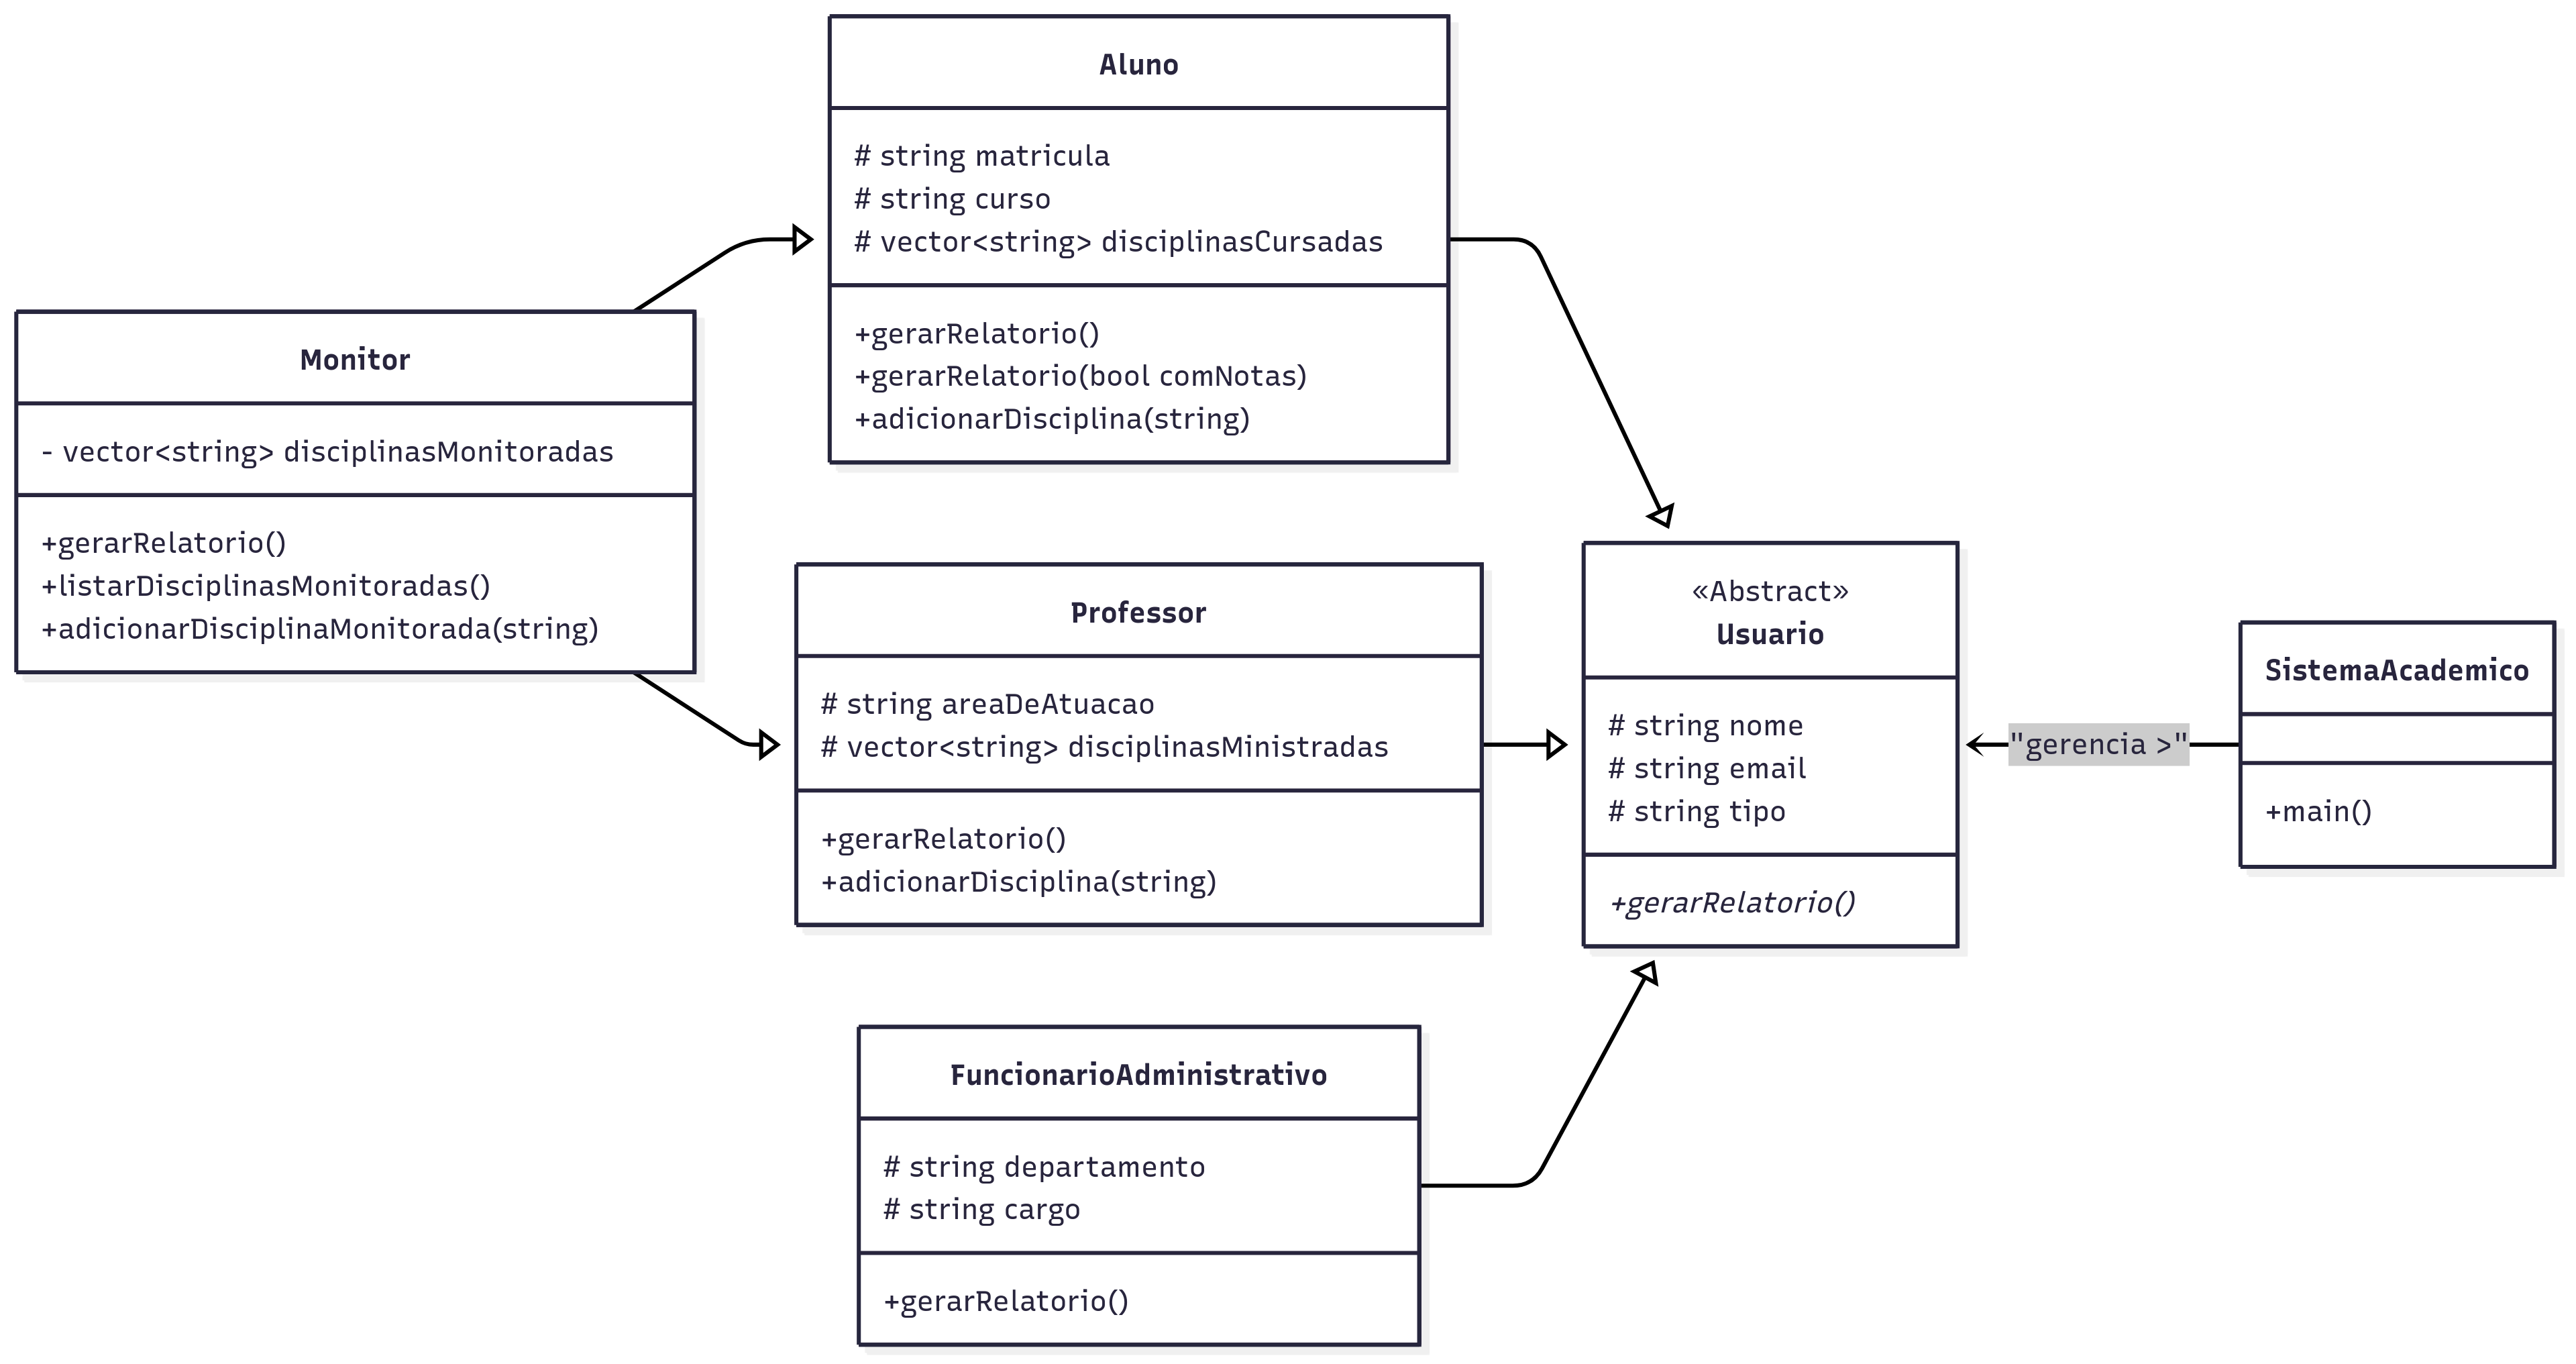 Aluno
# string matricula
# string curso
# vector<string> disciplinasCursadas
+gerarRelatorio()
+gerarRelatorio(bool comNotas)
+adicionarDisciplina(string)
Monitor
- vector<string> disciplinasMonitoradas
+gerarRelatorio()
+listarDisciplinasMonitoradas()
+adicionarDisciplinaMonitorada(string)
Professor
# string areaDeAtuacao
# vector<string> disciplinasMinistradas
+gerarRelatorio()
+adicionarDisciplina(string)
«Abstract»
Usuario
# string nome
# string email
# string tipo
+gerarRelatorio()
"gerencia >"
SistemaAcademico
+main()
FuncionarioAdministrativo
# string departamento
# string cargo
+gerarRelatorio()